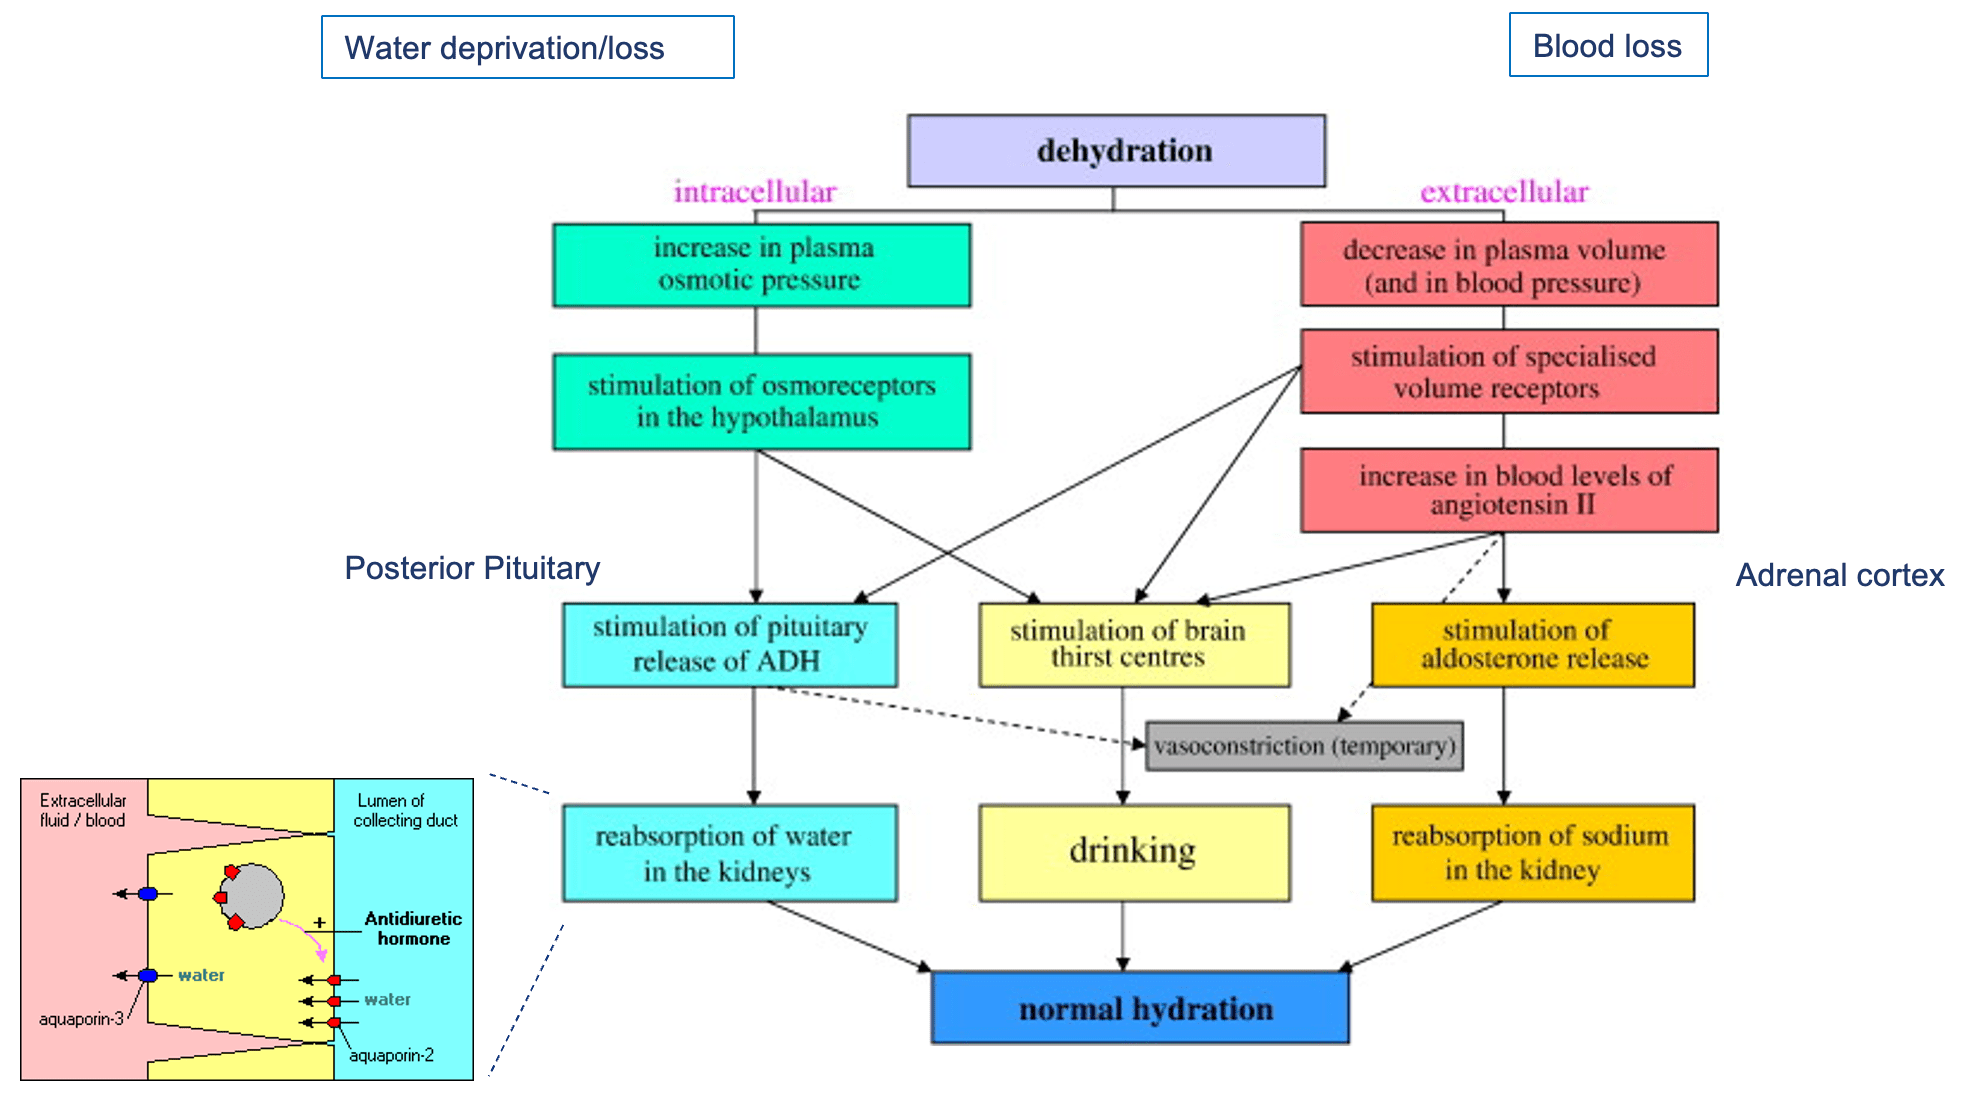 Water deprivation/loss
Blood loss
dehydration
intracellular
extracellular
increase in plasma
osmotic pressure
decrease in plasma volume
(and in blood pressure)
stimulation of osmoreceptors
in the hypothalamus
stimulation of specialised
volume receptors
increase in blood levels of
angiotensin II
Posterior Pituitary
Adrenal cortex
stimulation of pituitary
release of ADH
stimulation of brain
thirst centres
stimulation of
aldosterone release
vasoconstriction (temporary)
reabsorption of water
in the kidneys
drinking
reabsorption of sodium
in the kidney
normal hydration
Extracellular
fluid / blood
Lumen of
collecting duct
+
Antidiuretic
hormone
water
water
aquaporin-3
aquaporin-2